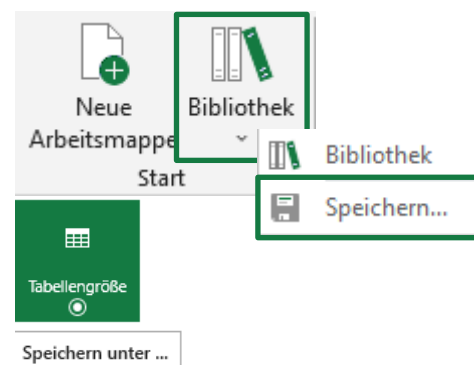 Neue
Arbeitsmappe
Bibliothek
Start
Bibliothek
Speichern...
Tabellengröße
Speichern unter ...